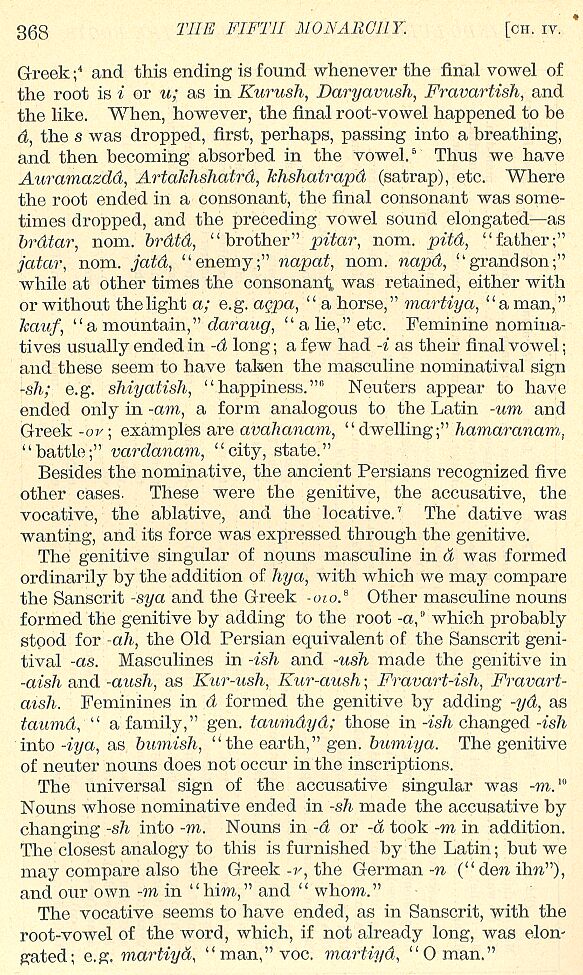 368 THE FIFTH MONARCHY. [CH. IV.
Greek;⁴ and this ending is found whenever the final vowel of
the root is i or u; as in Kurush, Daryavush, Fravartish, and
the like. When, however, the final root-vowel happened to be
â, the s was dropped, first, perhaps, passing into a breathing,
and then becoming absorbed in the vowel.⁵ Thus we have
Auramazdâ, Artakhshatrâ, khshatrapâ (satrap), etc. Where
the root ended in a consonant, the final consonant was some-
times dropped, and the preceding vowel sound elongated—as
brâtar, nom. brâtâ, "brother" pitar, nom. pitâ, "father;"
jatar, nom. jatâ, "enemy;" napat, nom. napâ, "grandson;"
while at other times the consonant was retained, either with
or without the light a; e.g. açpa, "a horse," martiya, "a man,"
kauf, "a mountain," daraug, "a lie," etc. Feminine nomina-
tives usually ended in -â long; a few had -i as their final vowel;
and these seem to have taken the masculine nominatival sign
-sh; e.g. shiyatish, "happiness."⁶ Neuters appear to have
ended only in -am, a form analogous to the Latin -um and
Greek -ον; examples are avahanam, "dwelling;" hamaranam,
"battle;" vardanam, "city, state."
Besides the nominative, the ancient Persians recognized five
other cases. These were the genitive, the accusative, the
vocative, the ablative, and the locative.⁷ The dative was
wanting, and its force was expressed through the genitive.
The genitive singular of nouns masculine in ă was formed
ordinarily by the addition of hya, with which we may compare
the Sanscrit -sya and the Greek -οιο.⁸ Other masculine nouns
formed the genitive by adding to the root -a,⁹ which probably
stood for -ah, the Old Persian equivalent of the Sanscrit geni-
tival -as. Masculines in -ish and -ush made the genitive in
-aish and -aush, as Kur-ush, Kur-aush; Fravart-ish, Fravart-
aish. Feminines in â formed the genitive by adding -yâ, as
taumâ, " a family," gen. taumâyâ; those in -ish changed -ish
into -iya, as bumish, "the earth," gen. bumiya. The genitive
of neuter nouns does not occur in the inscriptions.
The universal sign of the accusative singular was -m.¹⁰
Nouns whose nominative ended in -sh made the accusative by
changing -sh into -m. Nouns in -â or -ă took -m in addition.
The closest analogy to this is furnished by the Latin; but we
may compare also the Greek -ν, the German -n ("den ihn"),
and our own -m in "him," and "whom."
The vocative seems to have ended, as in Sanscrit, with the
root-vowel of the word, which, if not already long, was elon-
gated; e.g. martiyă, "man," voc. martiyâ, "O man."